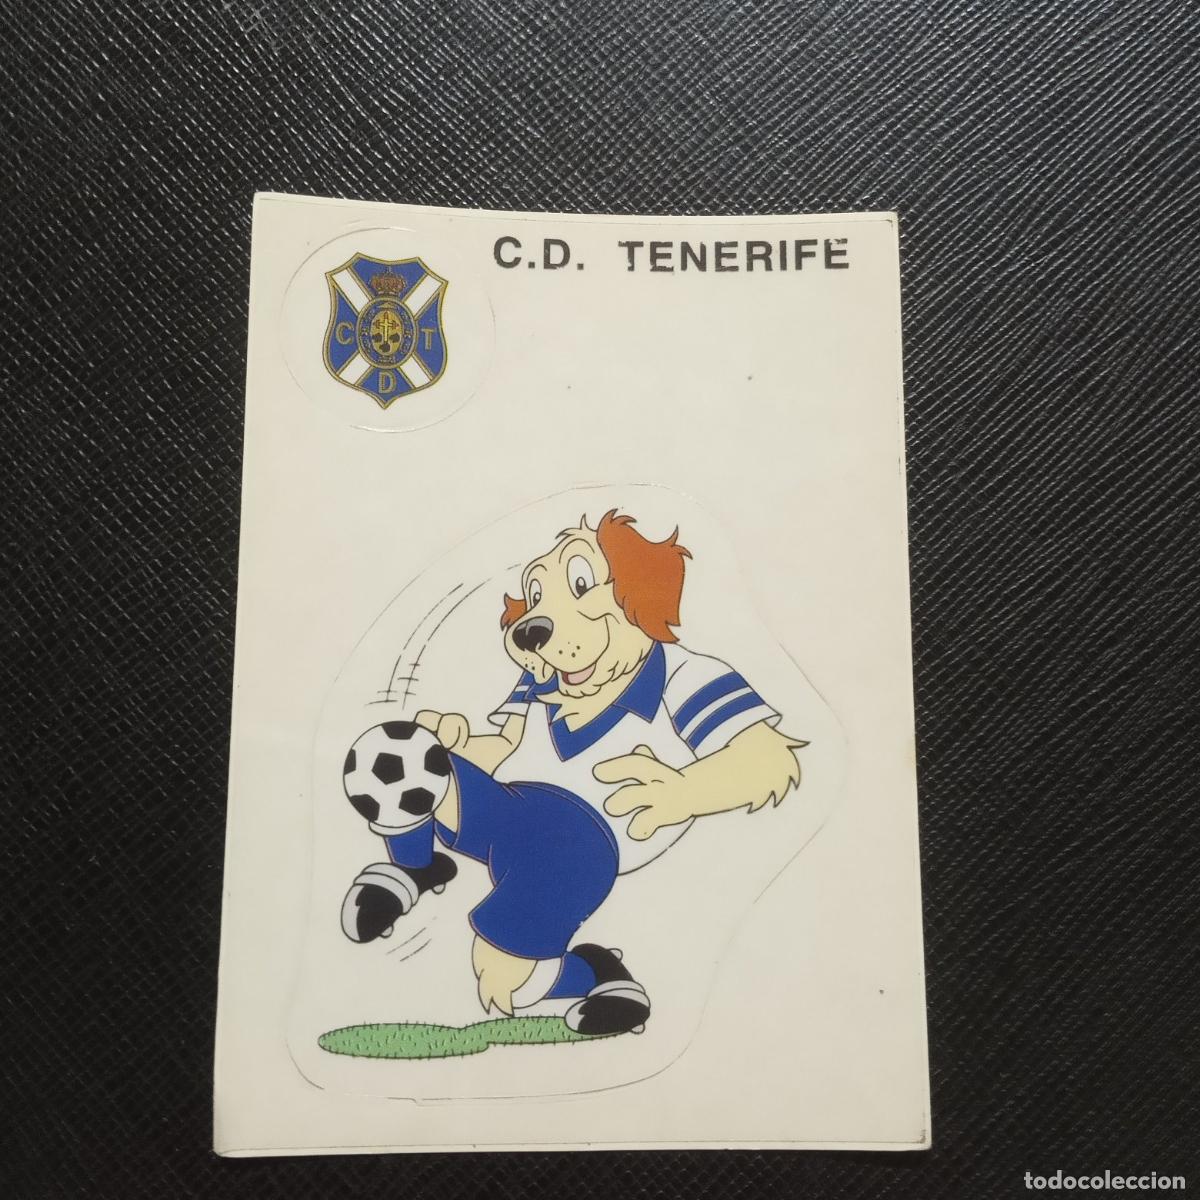 C.D. TENERIFE
C T
D
todocoleccion